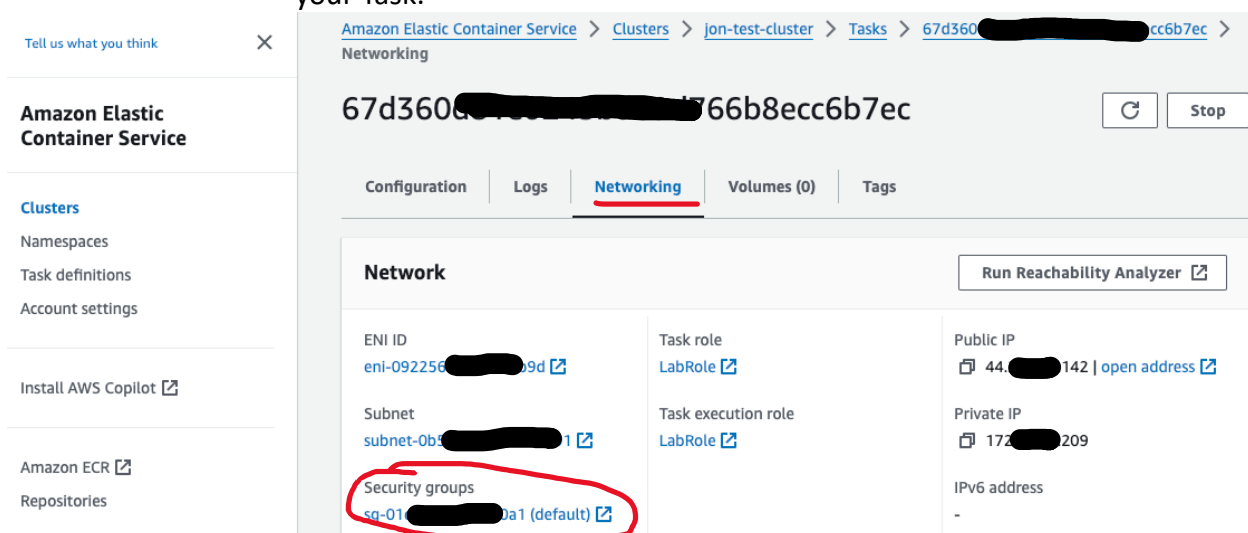 your Task.
Tell us what you think
Amazon Elastic Container Service > Clusters > jon-test-cluster > Tasks > 67d360 cc6b7ec >
Networking
Amazon Elastic
Container Service
67d360 766b8ecc6b7ec
Stop
Configuration
Logs
Networking
Volumes (0)
Tags
Clusters
Namespaces
Task definitions
Account settings
Install AWS Copilot
Amazon ECR
Repositories
Network
Run Reachability Analyzer
ENI ID
eni-092256 9d
Subnet
subnet-0b 1
Security groups
sg-01 0a1 (default)
Task role
LabRole
Task execution role
LabRole
Public IP
44. 142 | open address
Private IP
172 209
IPv6 address
-